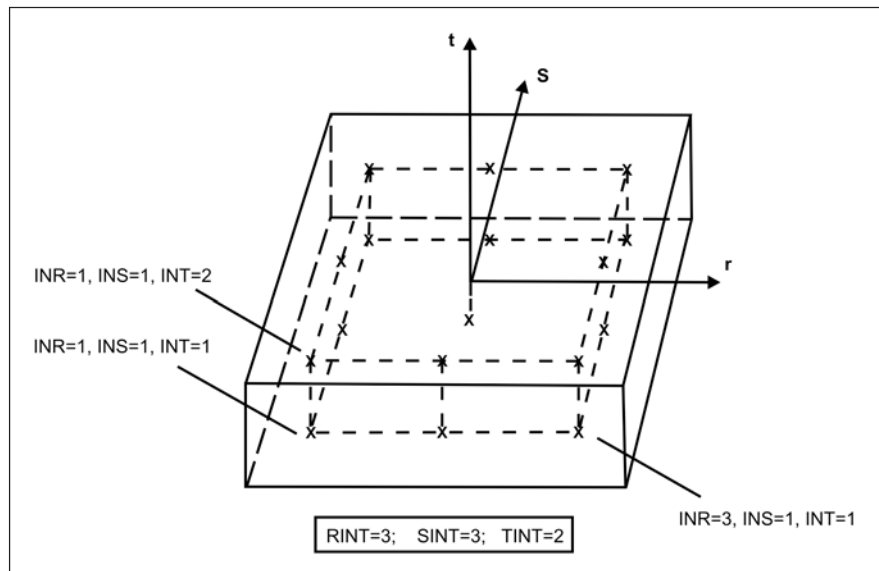 t
S
r
INR=1, INS=1, INT=2
INR=1, INS=1, INT=1
INR=3, INS=1, INT=1
RINT=3; SINT=3; TINT=2